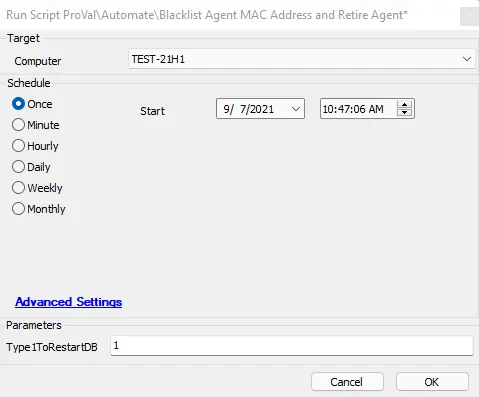 Run Script ProVal\Automate\Blacklist Agent MAC Address and Retire Agent*
Target
Computer TEST-21H1
Schedule
Once Start 9/ 7/2021 10:47:06 AM
Minute
Hourly
Daily
Weekly
Monthly
Advanced Settings
Parameters
Type1ToRestartDB 1
Cancel OK